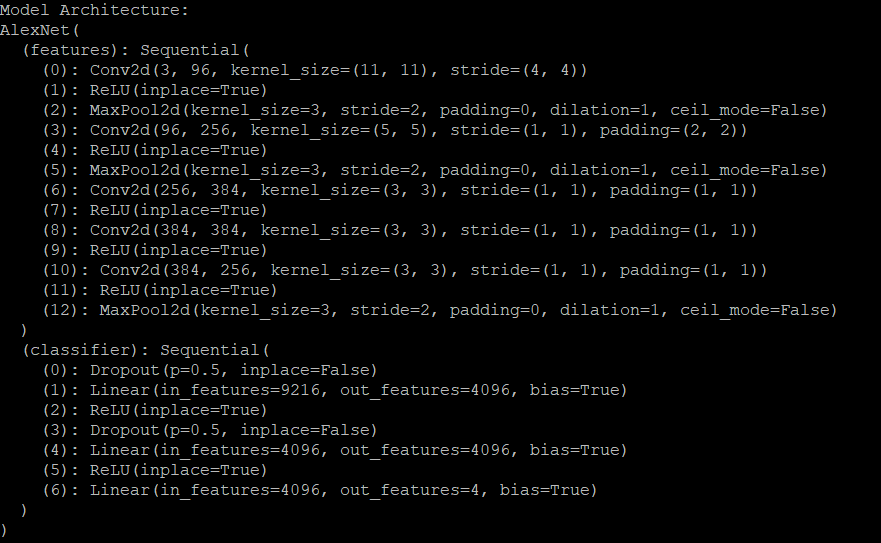 Model Architecture:
AlexNet(
  (features): Sequential(
    (0): Conv2d(3, 96, kernel_size=(11, 11), stride=(4, 4))
    (1): ReLU(inplace=True)
    (2): MaxPool2d(kernel_size=3, stride=2, padding=0, dilation=1, ceil_mode=False)
    (3): Conv2d(96, 256, kernel_size=(5, 5), stride=(1, 1), padding=(2, 2))
    (4): ReLU(inplace=True)
    (5): MaxPool2d(kernel_size=3, stride=2, padding=0, dilation=1, ceil_mode=False)
    (6): Conv2d(256, 384, kernel_size=(3, 3), stride=(1, 1), padding=(1, 1))
    (7): ReLU(inplace=True)
    (8): Conv2d(384, 384, kernel_size=(3, 3), stride=(1, 1), padding=(1, 1))
    (9): ReLU(inplace=True)
    (10): Conv2d(384, 256, kernel_size=(3, 3), stride=(1, 1), padding=(1, 1))
    (11): ReLU(inplace=True)
    (12): MaxPool2d(kernel_size=3, stride=2, padding=0, dilation=1, ceil_mode=False)
  )
  (classifier): Sequential(
    (0): Dropout(p=0.5, inplace=False)
    (1): Linear(in_features=9216, out_features=4096, bias=True)
    (2): ReLU(inplace=True)
    (3): Dropout(p=0.5, inplace=False)
    (4): Linear(in_features=4096, out_features=4096, bias=True)
    (5): ReLU(inplace=True)
    (6): Linear(in_features=4096, out_features=4, bias=True)
  )
)